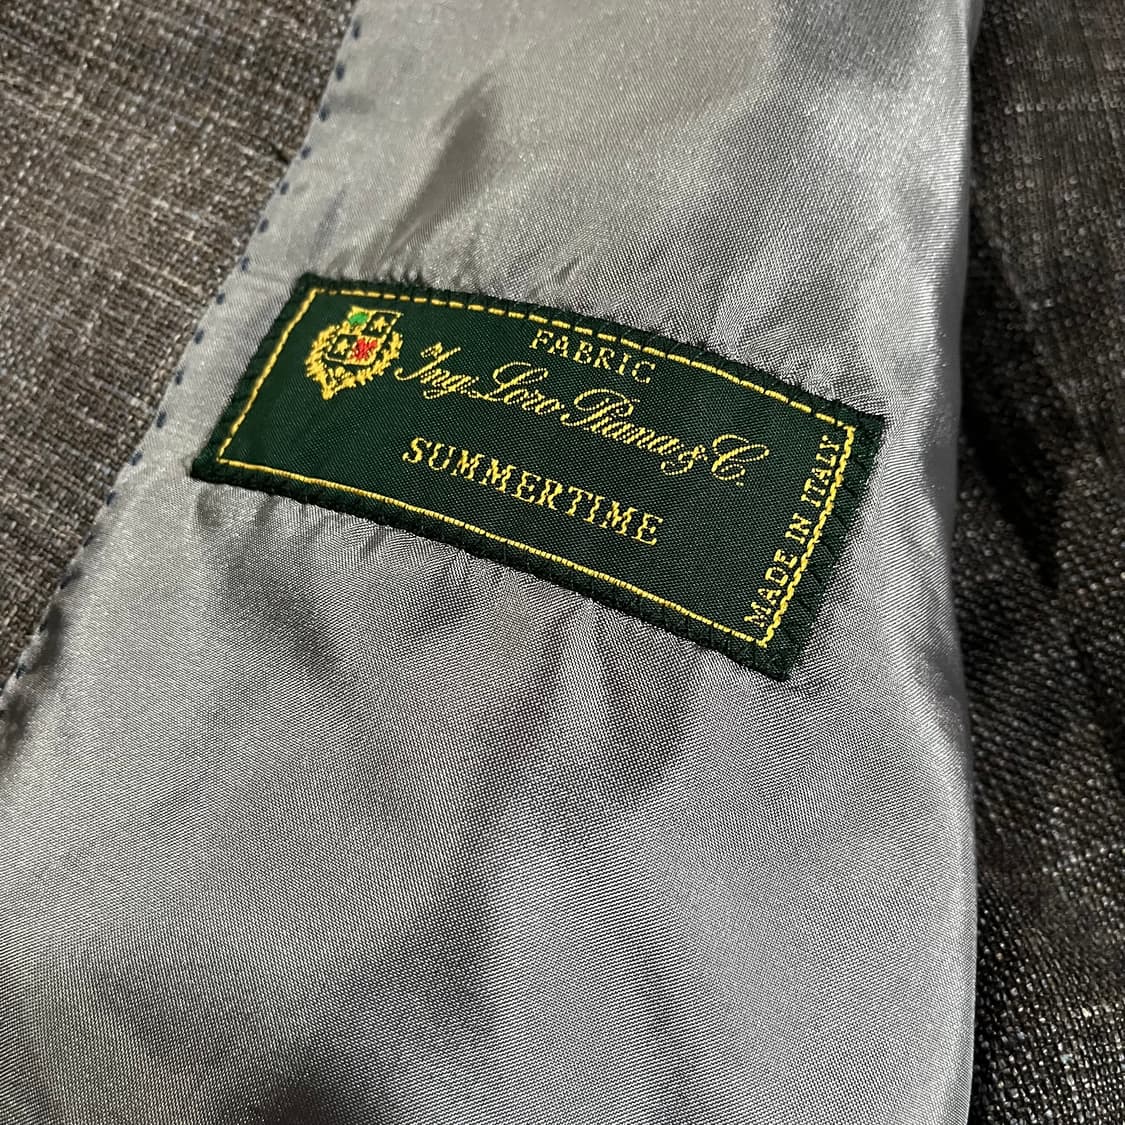 FABRIC
Ing. Loro Piana & C.
SUMMERTIME
MADE IN ITALY